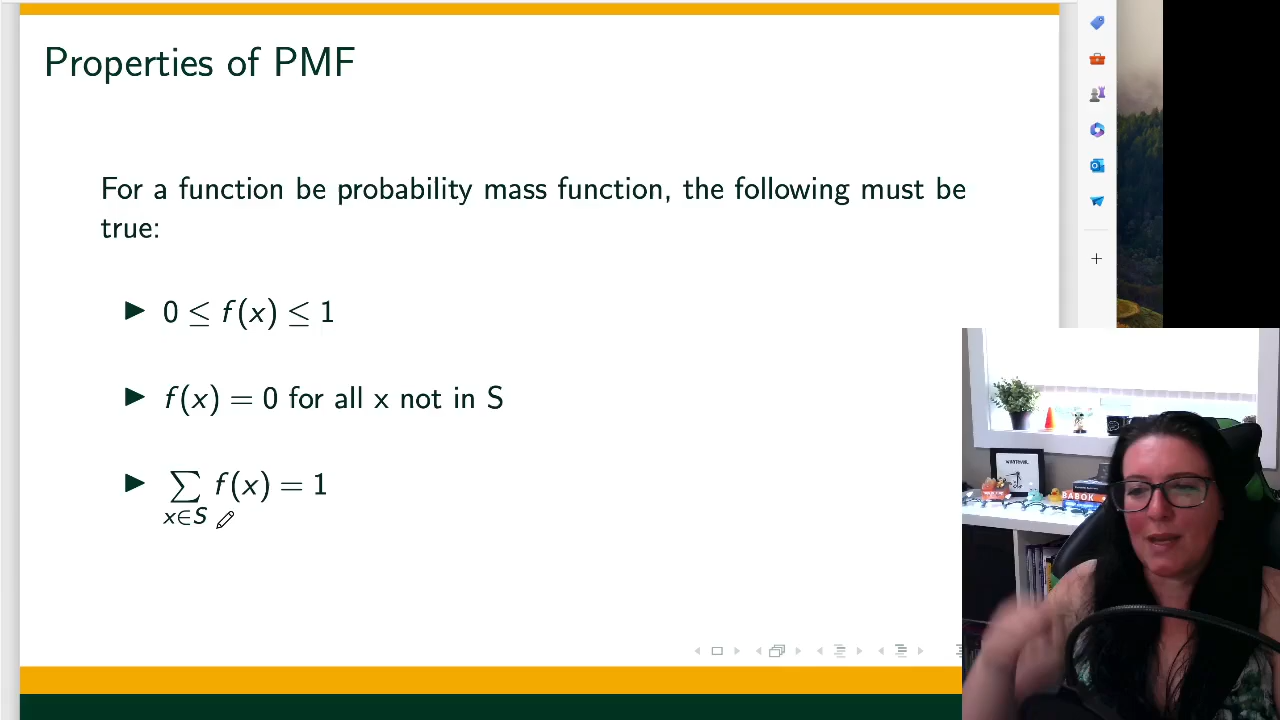 Properties of PMF
For a function be probability mass function, the following must be
true:
▶ 0 ≤ f(x) ≤ 1
▶ f(x) = 0 for all x not in S
▶ ∑ f(x) = 1
x∈S
BABOK